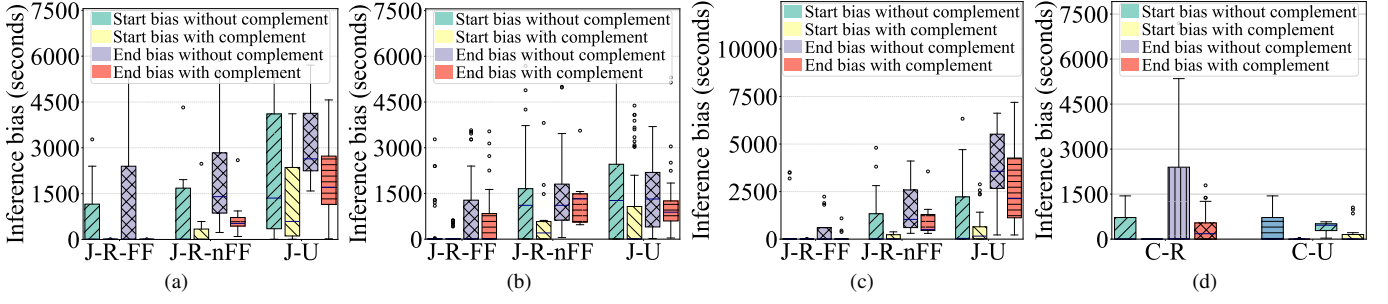 Inference bias (seconds)
7500
6000
4500
3000
1500
0
Start bias without complement
Start bias with complement
End bias without complement
End bias with complement
J-R-FF J-R-nFF J-U
(a)
Inference bias (seconds)
7500
6000
4500
3000
1500
0
Start bias without complement
Start bias with complement
End bias without complement
End bias with complement
J-R-FF J-R-nFF J-U
(b)
Inference bias (seconds)
10000
7500
5000
2500
0
Start bias without complement
Start bias with complement
End bias without complement
End bias with complement
J-R-FF J-R-nFF J-U
(c)
Inference bias (seconds)
7500
6000
4500
3000
1500
0
Start bias without complement
Start bias with complement
End bias without complement
End bias with complement
C-R C-U
(d)